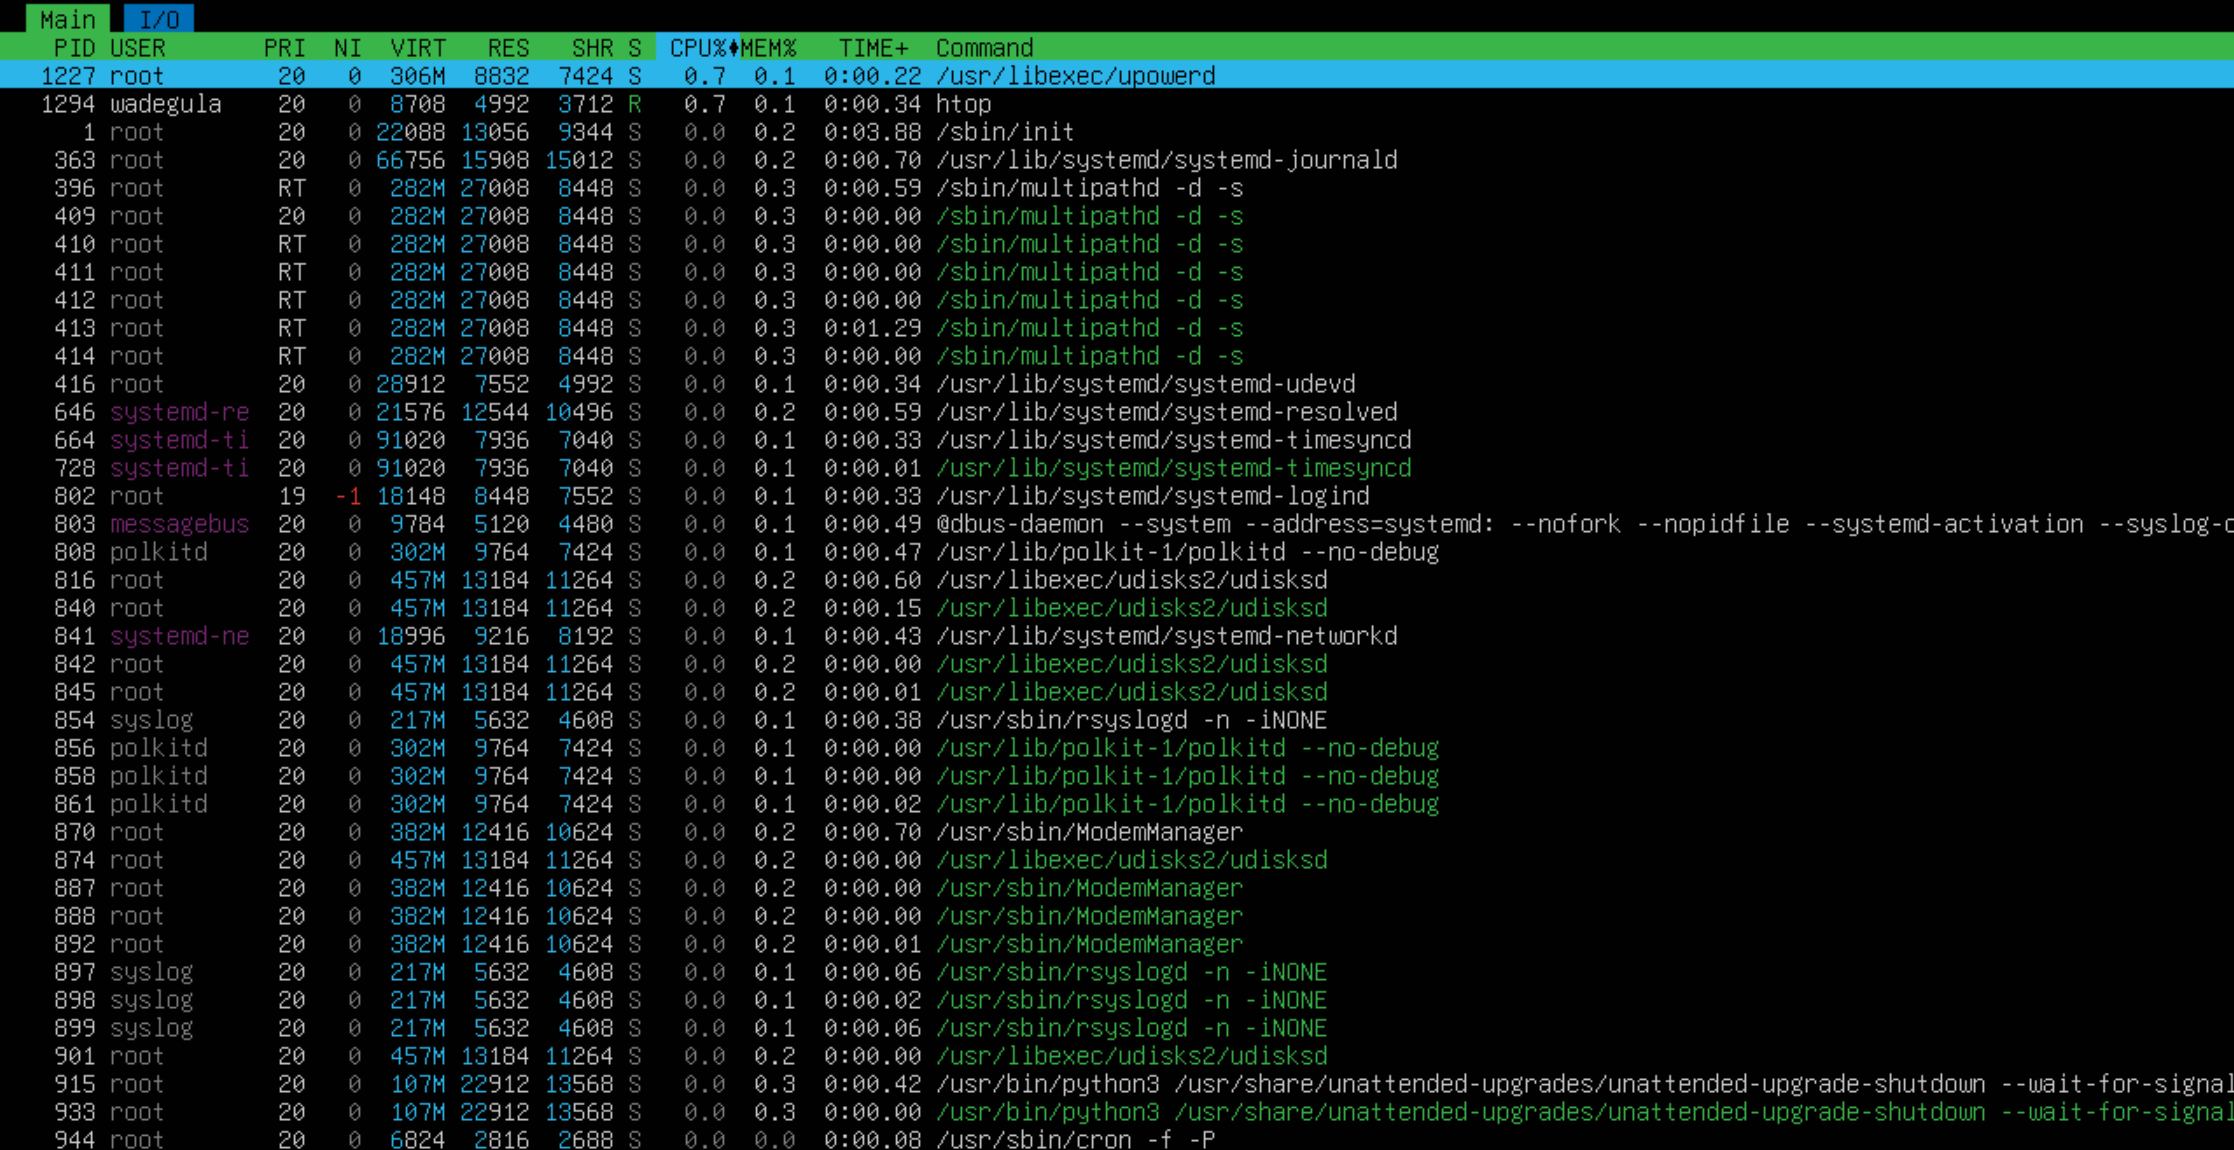 Main I/O
PID USER PRI NI VIRT RES SHR S CPU% MEM% TIME+ Command
1227 root 20 0 306M 8832 7424 S 0.7 0.1 0:00.22 /usr/libexec/upowerd
1294 wadegula 20 0 8708 4992 3712 R 0.7 0.1 0:00.34 htop
1 root 20 0 22088 13056 9344 S 0.0 0.2 0:03.88 /sbin/init
363 root 20 0 66756 15908 15012 S 0.0 0.2 0:00.70 /usr/lib/systemd/systemd-journald
396 root RT 0 282M 27008 8448 S 0.0 0.3 0:00.59 /sbin/multipathd -d -s
409 root 20 0 282M 27008 8448 S 0.0 0.3 0:00.00 /sbin/multipathd -d -s
410 root RT 0 282M 27008 8448 S 0.0 0.3 0:00.00 /sbin/multipathd -d -s
411 root RT 0 282M 27008 8448 S 0.0 0.3 0:00.00 /sbin/multipathd -d -s
412 root RT 0 282M 27008 8448 S 0.0 0.3 0:00.00 /sbin/multipathd -d -s
413 root RT 0 282M 27008 8448 S 0.0 0.3 0:01.29 /sbin/multipathd -d -s
414 root RT 0 282M 27008 8448 S 0.0 0.3 0:00.00 /sbin/multipathd -d -s
416 root 20 0 28912 7552 4992 S 0.0 0.1 0:00.34 /usr/lib/systemd/systemd-udevd
646 systemd-re 20 0 21576 12544 10496 S 0.0 0.2 0:00.59 /usr/lib/systemd/systemd-resolved
664 systemd-ti 20 0 91020 7936 7040 S 0.0 0.1 0:00.33 /usr/lib/systemd/systemd-timesyncd
728 systemd-ti 20 0 91020 7936 7040 S 0.0 0.1 0:00.01 /usr/lib/systemd/systemd-timesyncd
802 root 19 -1 18148 8448 7552 S 0.0 0.1 0:00.33 /usr/lib/systemd/systemd-logind
803 messagebus 20 0 9784 5120 4480 S 0.0 0.1 0:00.49 @dbus-daemon --system --address=systemd: --nofork --nopidfile --systemd-activation --syslog-o
808 polkitd 20 0 302M 9764 7424 S 0.0 0.1 0:00.47 /usr/lib/polkit-1/polkitd --no-debug
816 root 20 0 457M 13184 11264 S 0.0 0.2 0:00.60 /usr/libexec/udisks2/udisksd
840 root 20 0 457M 13184 11264 S 0.0 0.2 0:00.15 /usr/libexec/udisks2/udisksd
841 systemd-ne 20 0 18996 9216 8192 S 0.0 0.1 0:00.43 /usr/lib/systemd/systemd-networkd
842 root 20 0 457M 13184 11264 S 0.0 0.2 0:00.00 /usr/libexec/udisks2/udisksd
845 root 20 0 457M 13184 11264 S 0.0 0.2 0:00.01 /usr/libexec/udisks2/udisksd
854 syslog 20 0 217M 5632 4608 S 0.0 0.1 0:00.38 /usr/sbin/rsyslogd -n -iNONE
856 polkitd 20 0 302M 9764 7424 S 0.0 0.1 0:00.00 /usr/lib/polkit-1/polkitd --no-debug
858 polkitd 20 0 302M 9764 7424 S 0.0 0.1 0:00.00 /usr/lib/polkit-1/polkitd --no-debug
861 polkitd 20 0 302M 9764 7424 S 0.0 0.1 0:00.02 /usr/lib/polkit-1/polkitd --no-debug
870 root 20 0 382M 12416 10624 S 0.0 0.2 0:00.70 /usr/sbin/ModemManager
874 root 20 0 457M 13184 11264 S 0.0 0.2 0:00.00 /usr/libexec/udisks2/udisksd
887 root 20 0 382M 12416 10624 S 0.0 0.2 0:00.00 /usr/sbin/ModemManager
888 root 20 0 382M 12416 10624 S 0.0 0.2 0:00.00 /usr/sbin/ModemManager
892 root 20 0 382M 12416 10624 S 0.0 0.2 0:00.01 /usr/sbin/ModemManager
897 syslog 20 0 217M 5632 4608 S 0.0 0.1 0:00.06 /usr/sbin/rsyslogd -n -iNONE
898 syslog 20 0 217M 5632 4608 S 0.0 0.1 0:00.02 /usr/sbin/rsyslogd -n -iNONE
899 syslog 20 0 217M 5632 4608 S 0.0 0.1 0:00.06 /usr/sbin/rsyslogd -n -iNONE
901 root 20 0 457M 13184 11264 S 0.0 0.2 0:00.00 /usr/libexec/udisks2/udisksd
915 root 20 0 107M 22912 13568 S 0.0 0.3 0:00.42 /usr/bin/python3 /usr/share/unattended-upgrades/unattended-upgrade-shutdown --wait-for-signal
933 root 20 0 107M 22912 13568 S 0.0 0.3 0:00.00 /usr/bin/python3 /usr/share/unattended-upgrades/unattended-upgrade-shutdown --wait-for-signal
944 root 20 0 6824 2816 2688 S 0.0 0.0 0:00.08 /usr/sbin/cron -f -P